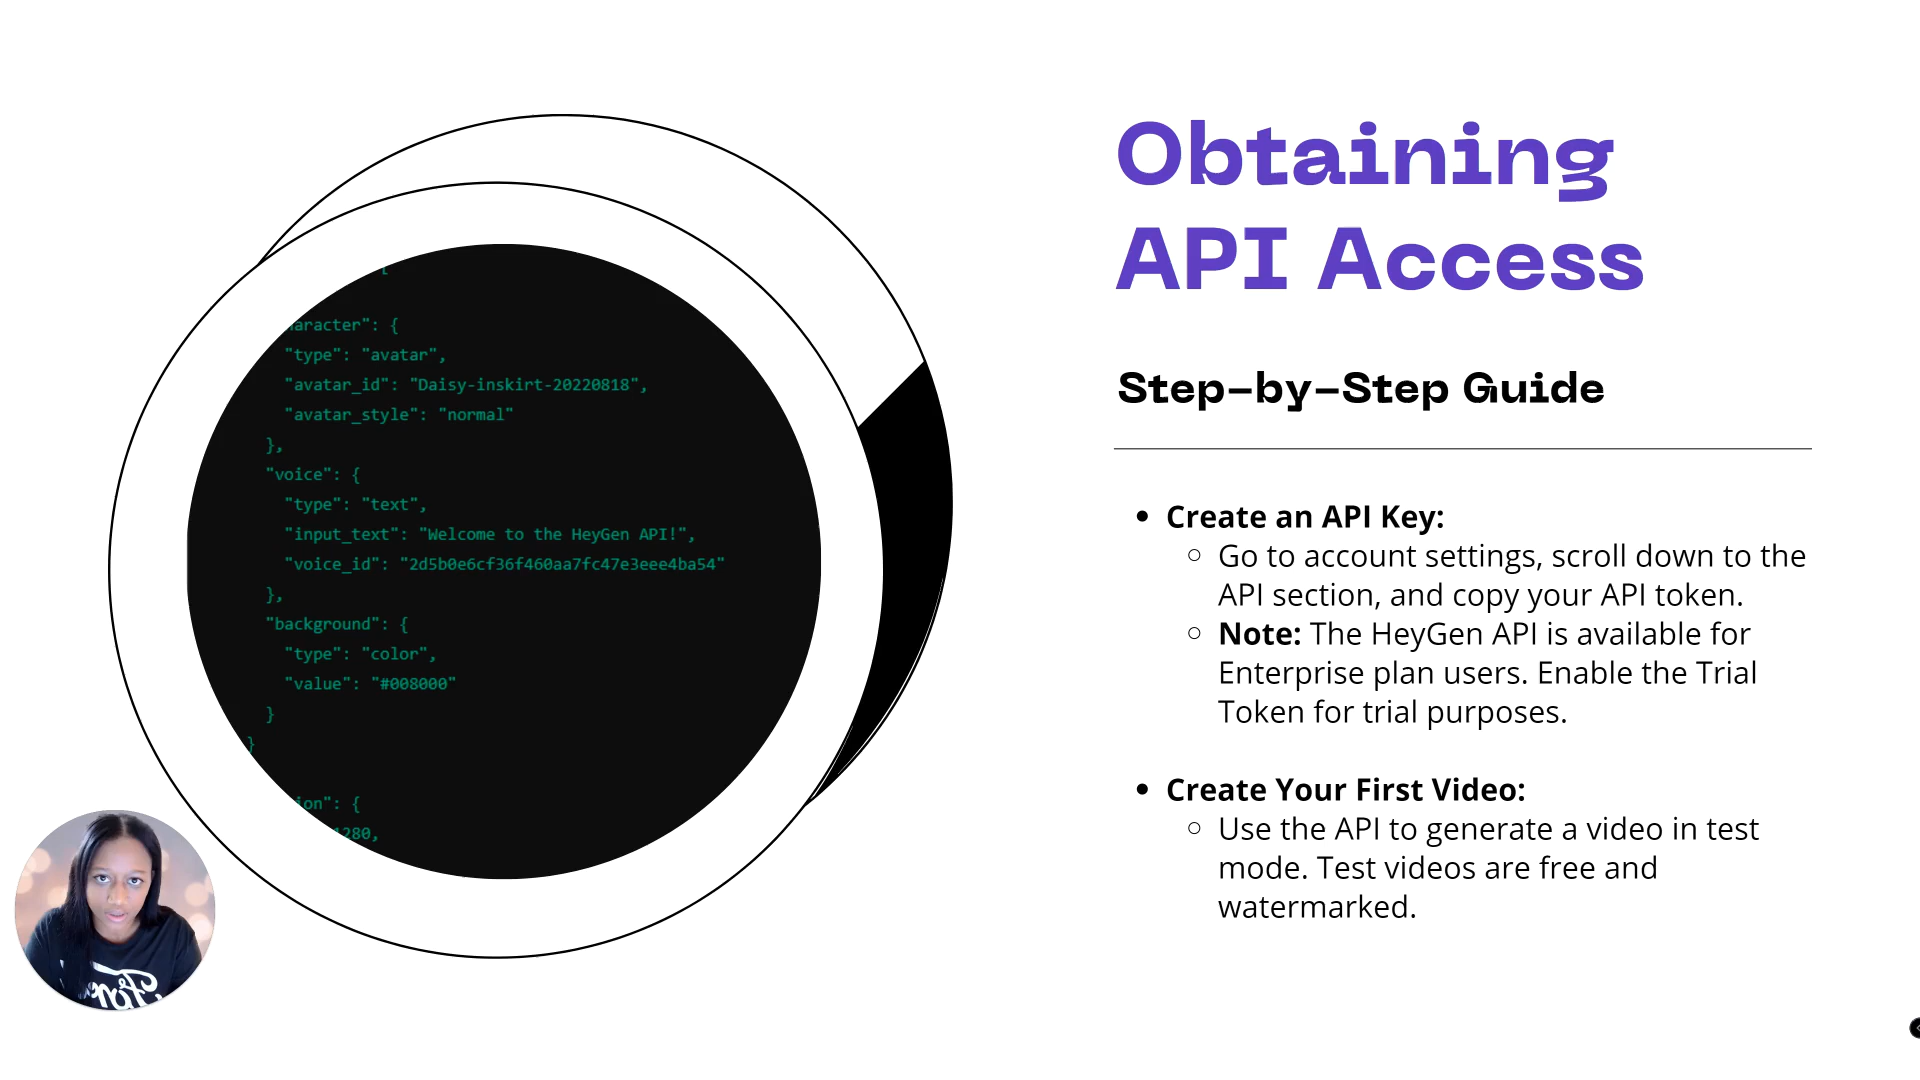 Obtaining
API Access
Step-by-Step Guide
Create an API Key:
Go to account settings, scroll down to the
API section, and copy your API token.
Note: The HeyGen API is available for
Enterprise plan users. Enable the Trial
Token for trial purposes.
Create Your First Video:
Use the API to generate a video in test
mode. Test videos are free and
watermarked.
aracter": {
"type": "avatar",
"avatar_id": "Daisy-inskirt-20220818",
"avatar_style": "normal"
},
"voice": {
"type": "text",
"input_text": "Welcome to the HeyGen API!",
"voice_id": "2d5b0e6cf36f460aa7fc47e3eee4ba54"
},
"background": {
"type": "color",
"value": "#008000"
}
}
ion": {
1280,